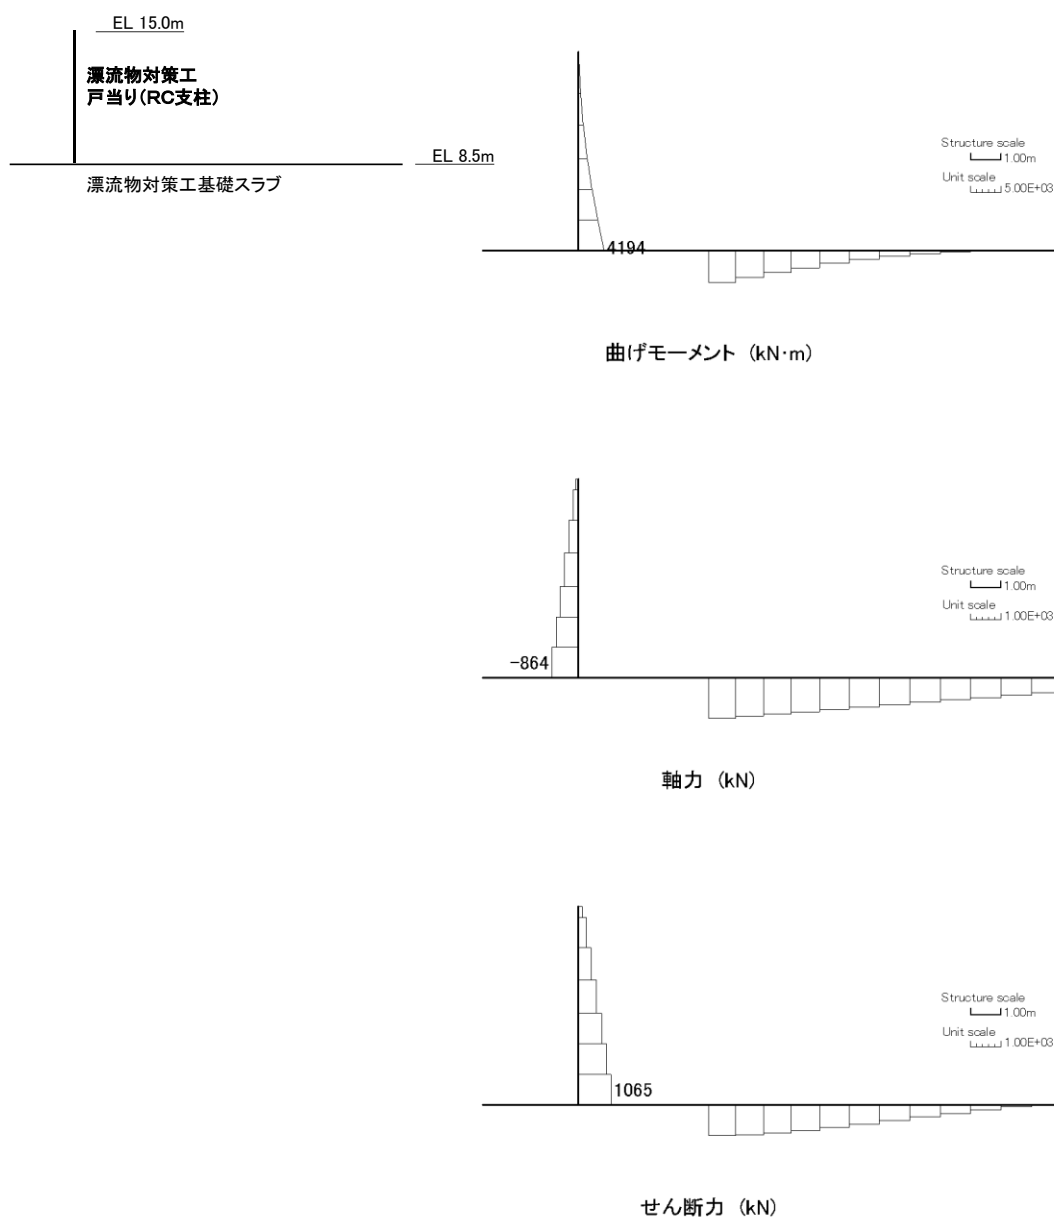 EL 15.0m
漂流物対策工
戸当り(RC支柱)
EL 8.5m
漂流物対策工基礎スラブ
Structure scale
1.00m
Unit scale
5.00E+03
4194
曲げモーメント (kN·m)
Structure scale
1.00m
Unit scale
1.00E+03
-864
軸力 (kN)
Structure scale
1.00m
Unit scale
1.00E+03
1065
せん断力 (kN)